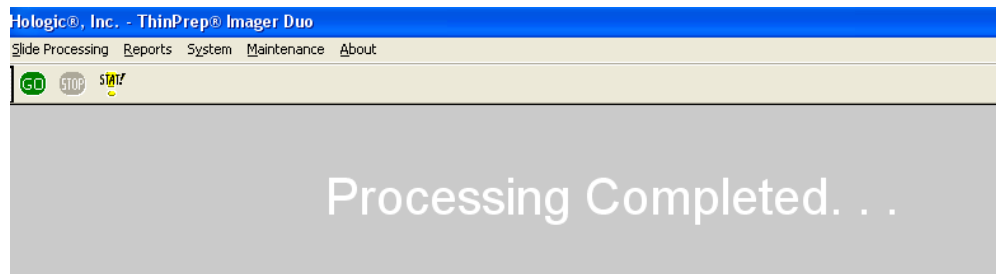 Hologic®, Inc. - ThinPrep® Imager Duo
Slide Processing Reports System Maintenance About
GO STOP STAT!
Processing Completed. . .